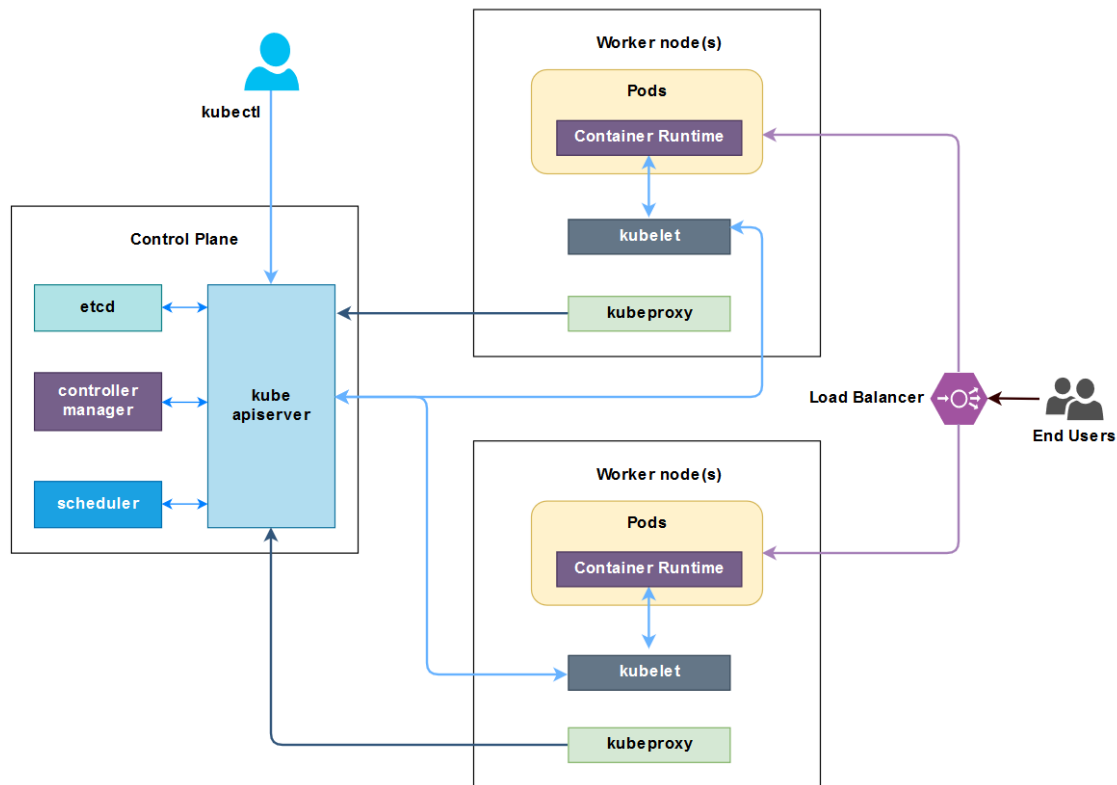 kubectl
Control Plane
etcd
controller
manager
scheduler
kube
apiserver
Worker node(s)
Pods
Container Runtime
kubelet
kubeproxy
Worker node(s)
Pods
Container Runtime
kubelet
kubeproxy
Load Balancer
End Users